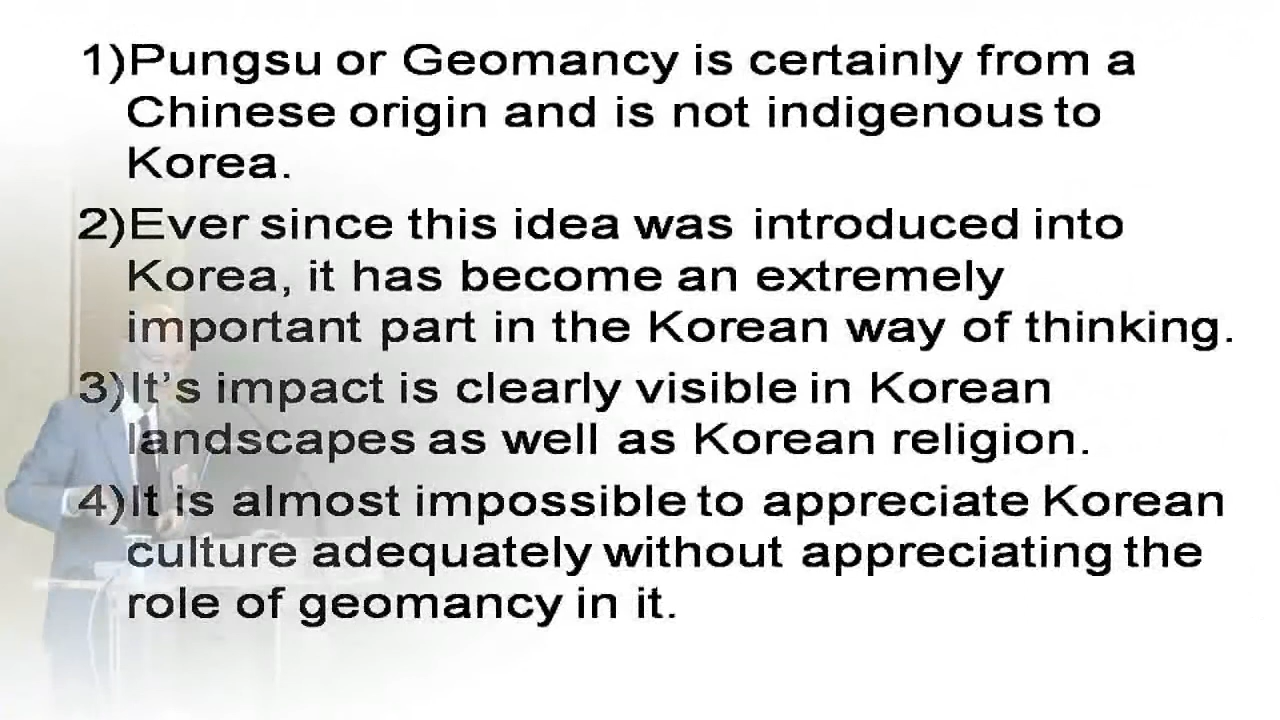 1)Pungsu or Geomancy is certainly from a
Chinese origin and is not indigenous to
Korea.
2)Ever since this idea was introduced into
Korea, it has become an extremely
important part in the Korean way of thinking.
3)It’s impact is clearly visible in Korean
landscapes as well as Korean religion.
4)It is almost impossible to appreciate Korean
culture adequately without appreciating the
role of geomancy in it.